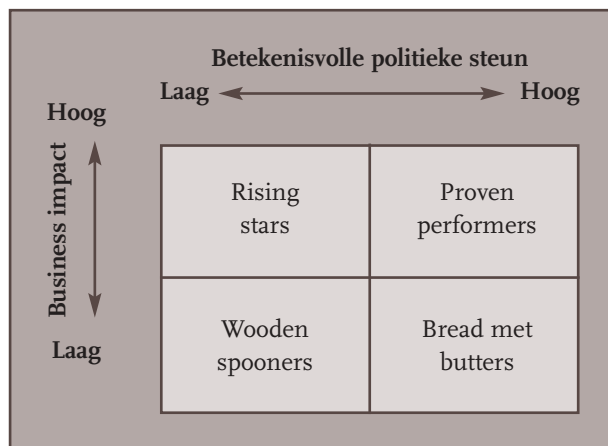 Betekenisvolle politieke steun
Laag Hoog
Hoog
Business impact
Laag
Rising
stars
Proven
performers
Wooden
spooners
Bread met
butters